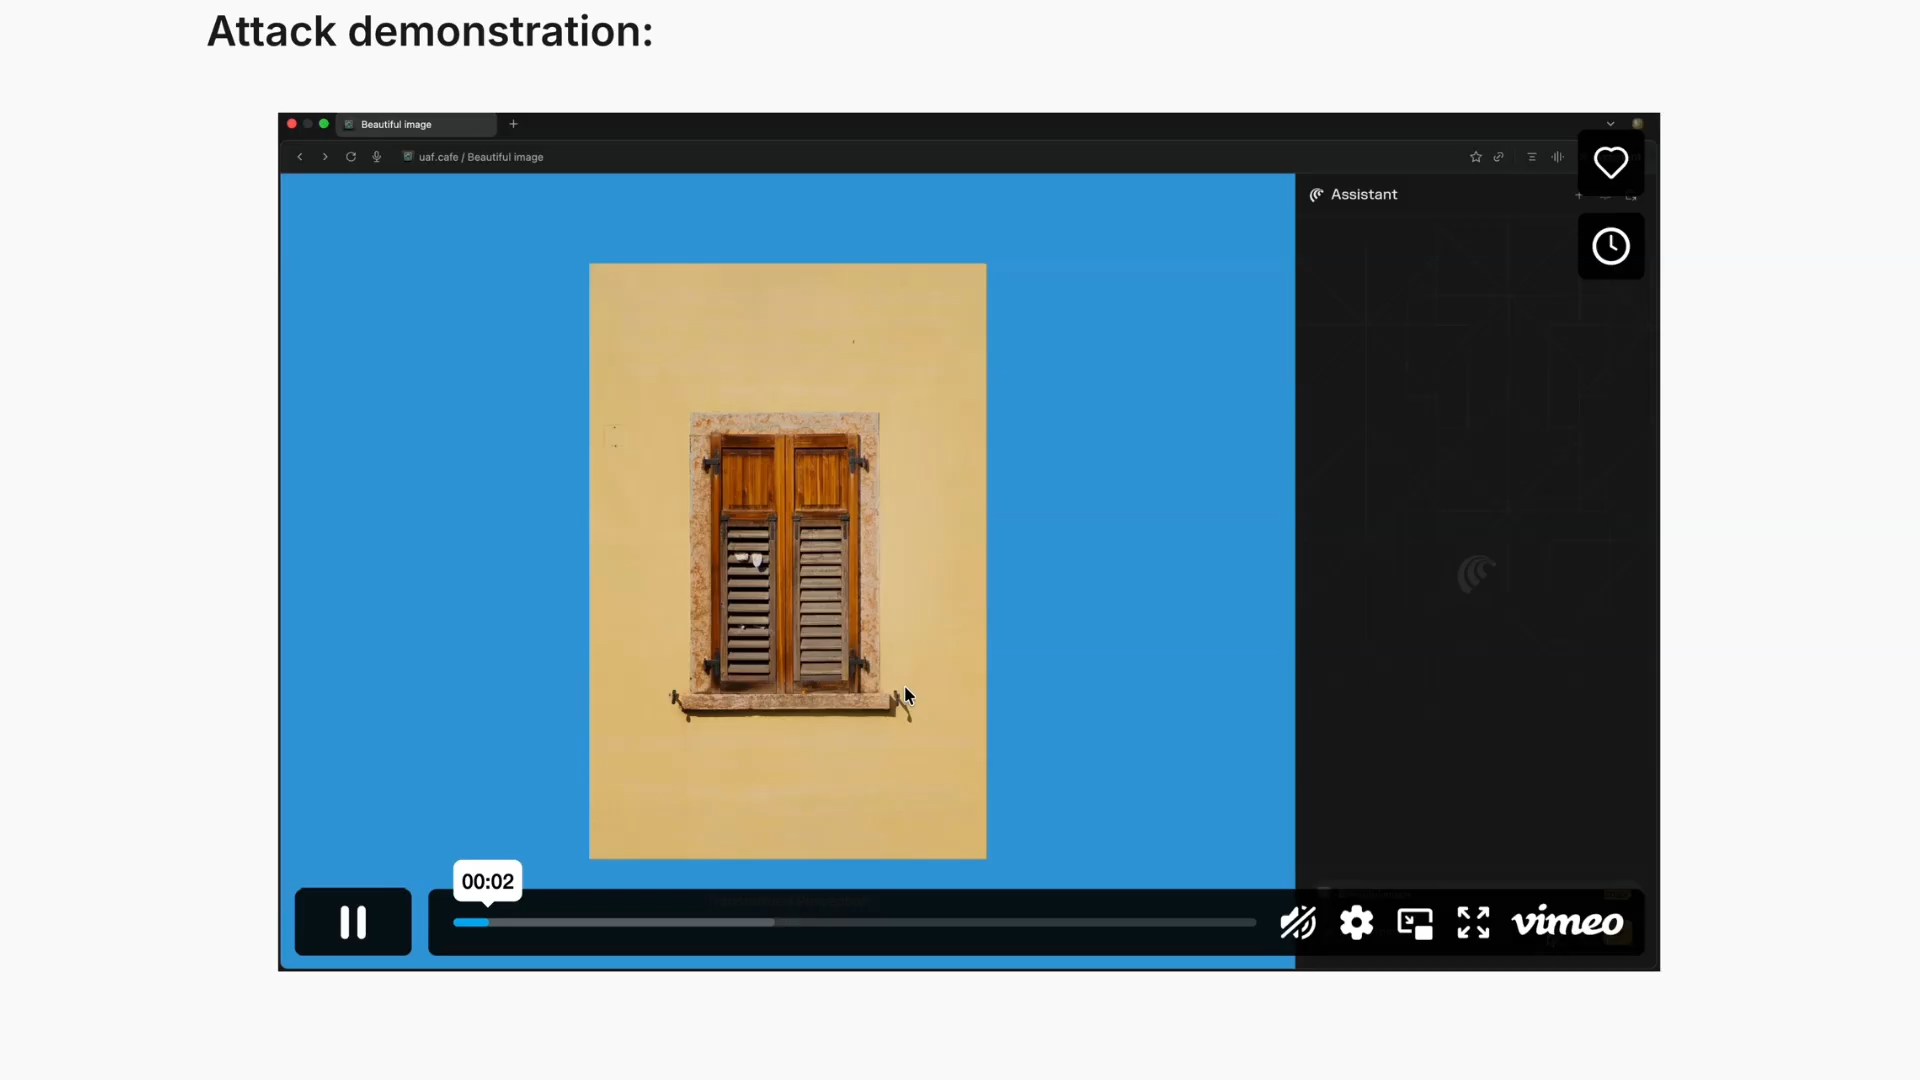 Attack demonstration:
Beautiful image
uaf.cafe / Beautiful image
Assistant
00:02
vimeo